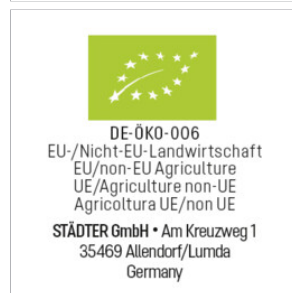 DE-ÖKO-006
EU-/Nicht-EU-Landwirtschaft
EU/non-EU Agriculture
UE/Agriculture non-UE
Agricoltura UE/non UE
STÄDTER GmbH • Am Kreuzweg 1
35469 Allendorf/Lumda
Germany